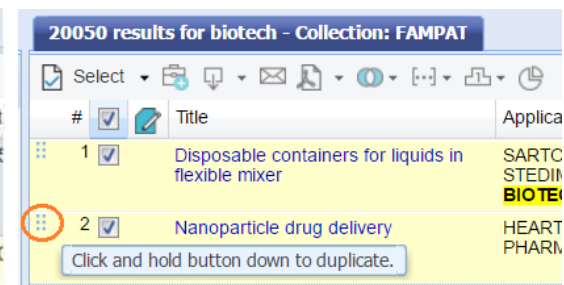 20050 results for biotech - Collection: FAMPAT
Select
# Title Applica
1 Disposable containers for liquids in SARTO
flexible mixer STEDIM
BIOTEC
2 Nanoparticle drug delivery HEART
PHARM
Click and hold button down to duplicate.